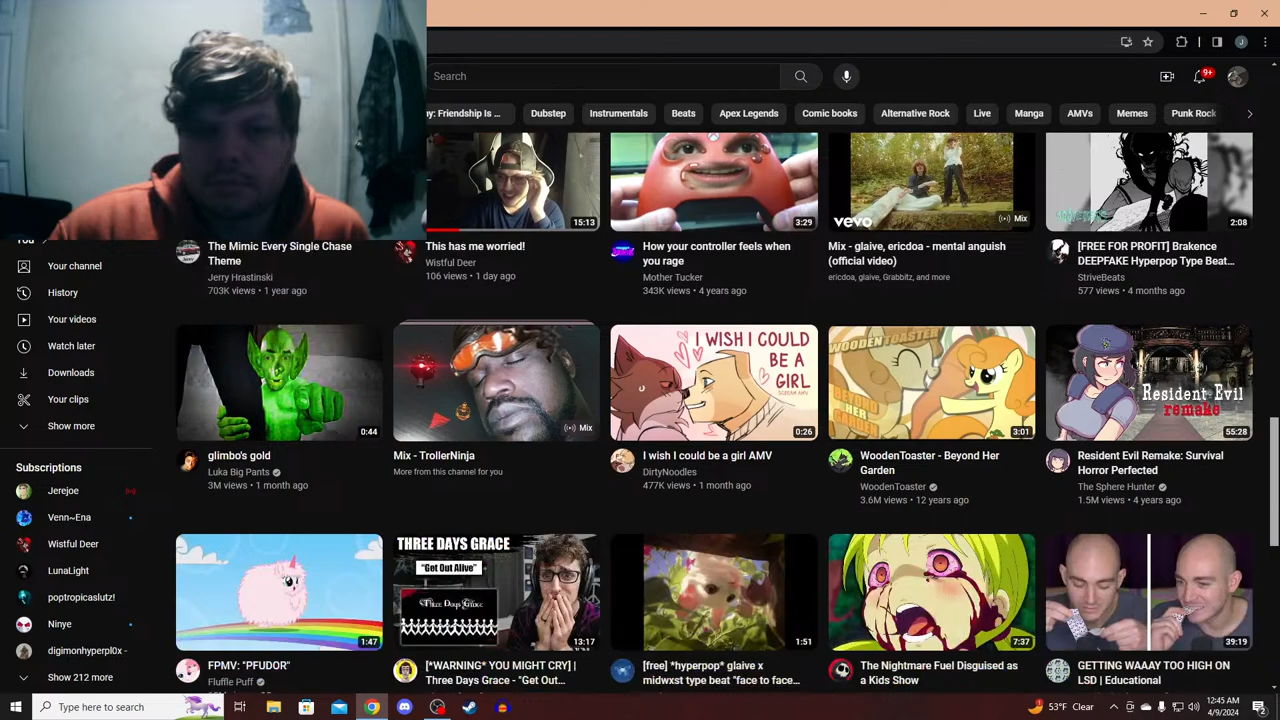 Search
9+
J
y: Friendship Is ...
Dubstep
Instrumentals
Beats
Apex Legends
Comic books
Alternative Rock
Live
Manga
AMVs
Memes
Punk Rock
15:13
3:29
vevo
Mix
2:08
The Mimic Every Single Chase
Theme
Jerry Hrastinski
703K views • 1 year ago
This has me worried!
Wistful Deer
106 views • 1 day ago
How your controller feels when
you rage
Mother Tucker
343K views • 4 years ago
Mix - glaive, ericdoa - mental anguish
(official video)
ericdoa, glaive, Grabbitz, and more
[FREE FOR PROFIT] Brakence
DEEPFAKE Hyperpop Type Beat...
StriveBeats
577 views • 4 months ago
You
Your channel
History
Your videos
Watch later
Downloads
Your clips
Show more
0:44
Mix
I WISH I COULD
BE A
GIRL
SCREAM AMV
0:26
WOODENTOASTER
BEYOND
HER
GARDEN
3:01
Resident Evil
remake
55:28
glimbo's gold
Luka Big Pants
3M views • 1 month ago
Mix - TrollerNinja
More from this channel for you
I wish I could be a girl AMV
DirtyNoodles
477K views • 1 month ago
WoodenToaster - Beyond Her
Garden
WoodenToaster
3.6M views • 12 years ago
Resident Evil Remake: Survival
Horror Perfected
The Sphere Hunter
1.5M views • 4 years ago
Subscriptions
Jerejoe
Venn~Ena
Wistful Deer
LunaLight
poptropicaslutz!
Ninye
digimonhyperpl0x -
Show 212 more
1:47
THREE DAYS GRACE
"Get Out Alive"
THREE DAYS GRACE
13:17
1:51
7:37
39:19
FPMV: "PFUDOR"
Fluffle Puff
[*WARNING* YOU MIGHT CRY] |
Three Days Grace - "Get Out...
[free] *hyperpop* glaive x
midwxst type beat "face to face...
The Nightmare Fuel Disguised as
a Kids Show
GETTING WAAAY TOO HIGH ON
LSD | Educational
Type here to search
53°F Clear
12:45 AM
4/9/2024
2